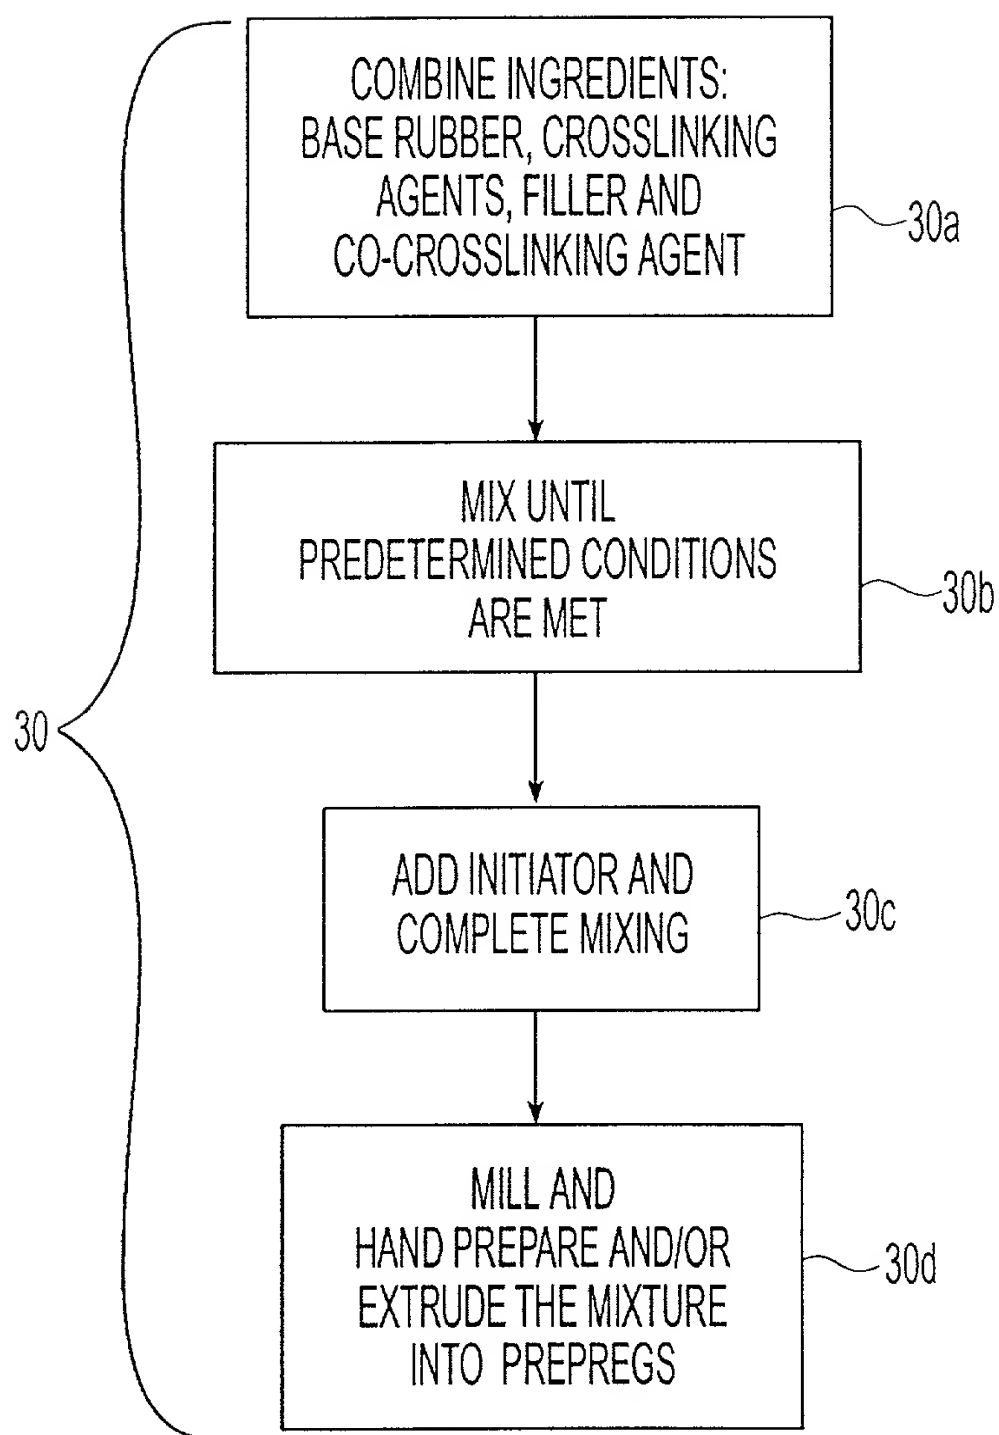 COMBINE INGREDIENTS:
BASE RUBBER, CROSSLINKING
AGENTS, FILLER AND
CO-CROSSLINKING AGENT
30a
MIX UNTIL
PREDETERMINED CONDITIONS
ARE MET
30b
30
ADD INITIATOR AND
COMPLETE MIXING
30c
MILL AND
HAND PREPARE AND/OR
EXTRUDE THE MIXTURE
INTO PREPREGS
30d